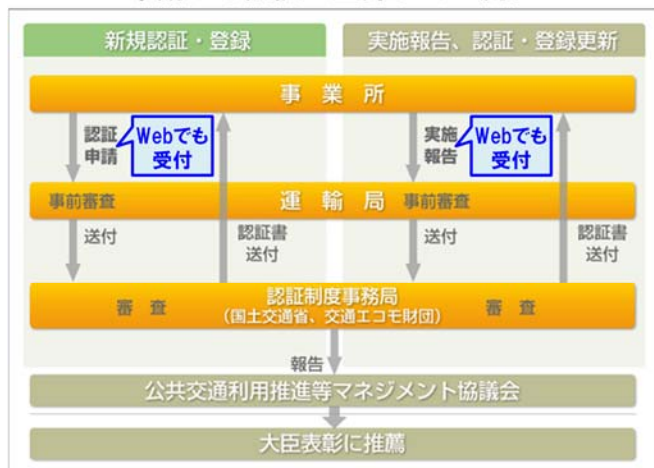 新規認証・登録
実施報告、認証・登録更新
事業所
認証
申請
Webでも
受付
実施
報告
Webでも
受付
事前審査
運輸局
事前審査
送付
認証書
送付
送付
認証書
送付
審査
認証制度事務局
(国土交通省、交通エコモ財団)
審査
報告
公共交通利用推進等マネジメント協議会
大臣表彰に推薦